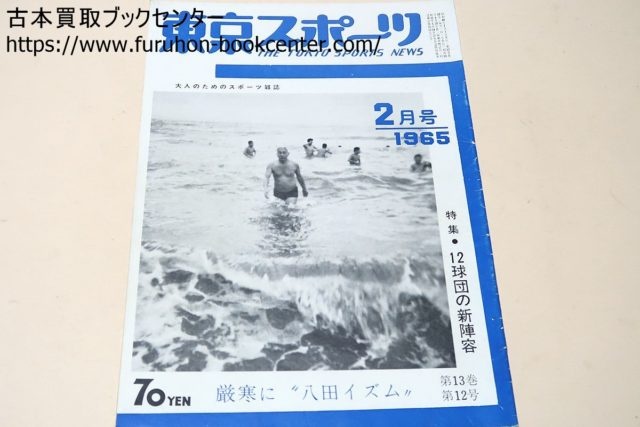 古本買取ブックセンター
https://www.furuhon-bookcenter.com/
東京スポーツ
THE TOKYO SPORTS NEWS
大人のためのスポーツ雑誌
2月号
1965
特集・12球団の新陣容
70YEN
厳寒に〝八田イズム〟
第13巻
第12号